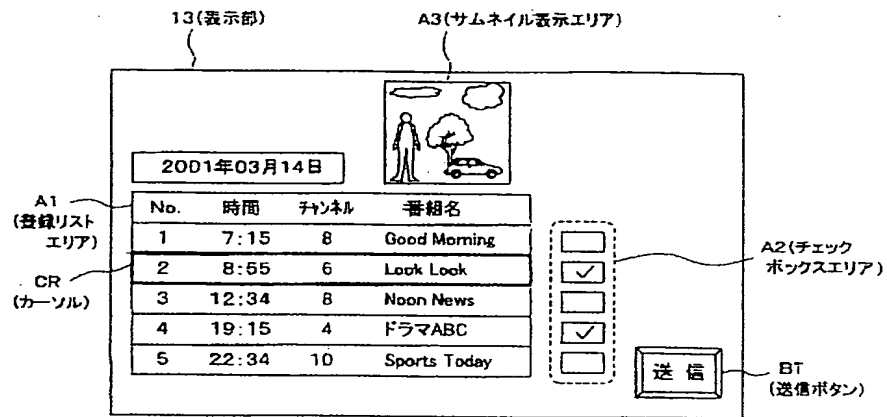 13(表示部)
A3(サムネイル表示エリア)
2001年03月14日
A1
(登録リスト
エリア)
No. 時間 チャンネル 番組名
1 7:15 8 Good Morning
2 8:55 6 Look Look
3 12:34 8 Noon News
4 19:15 4 ドラマABC
5 22:34 10 Sports Today
CR
(カーソル)
A2(チェック
ボックスエリア)
送信
BT
(送信ボタン)